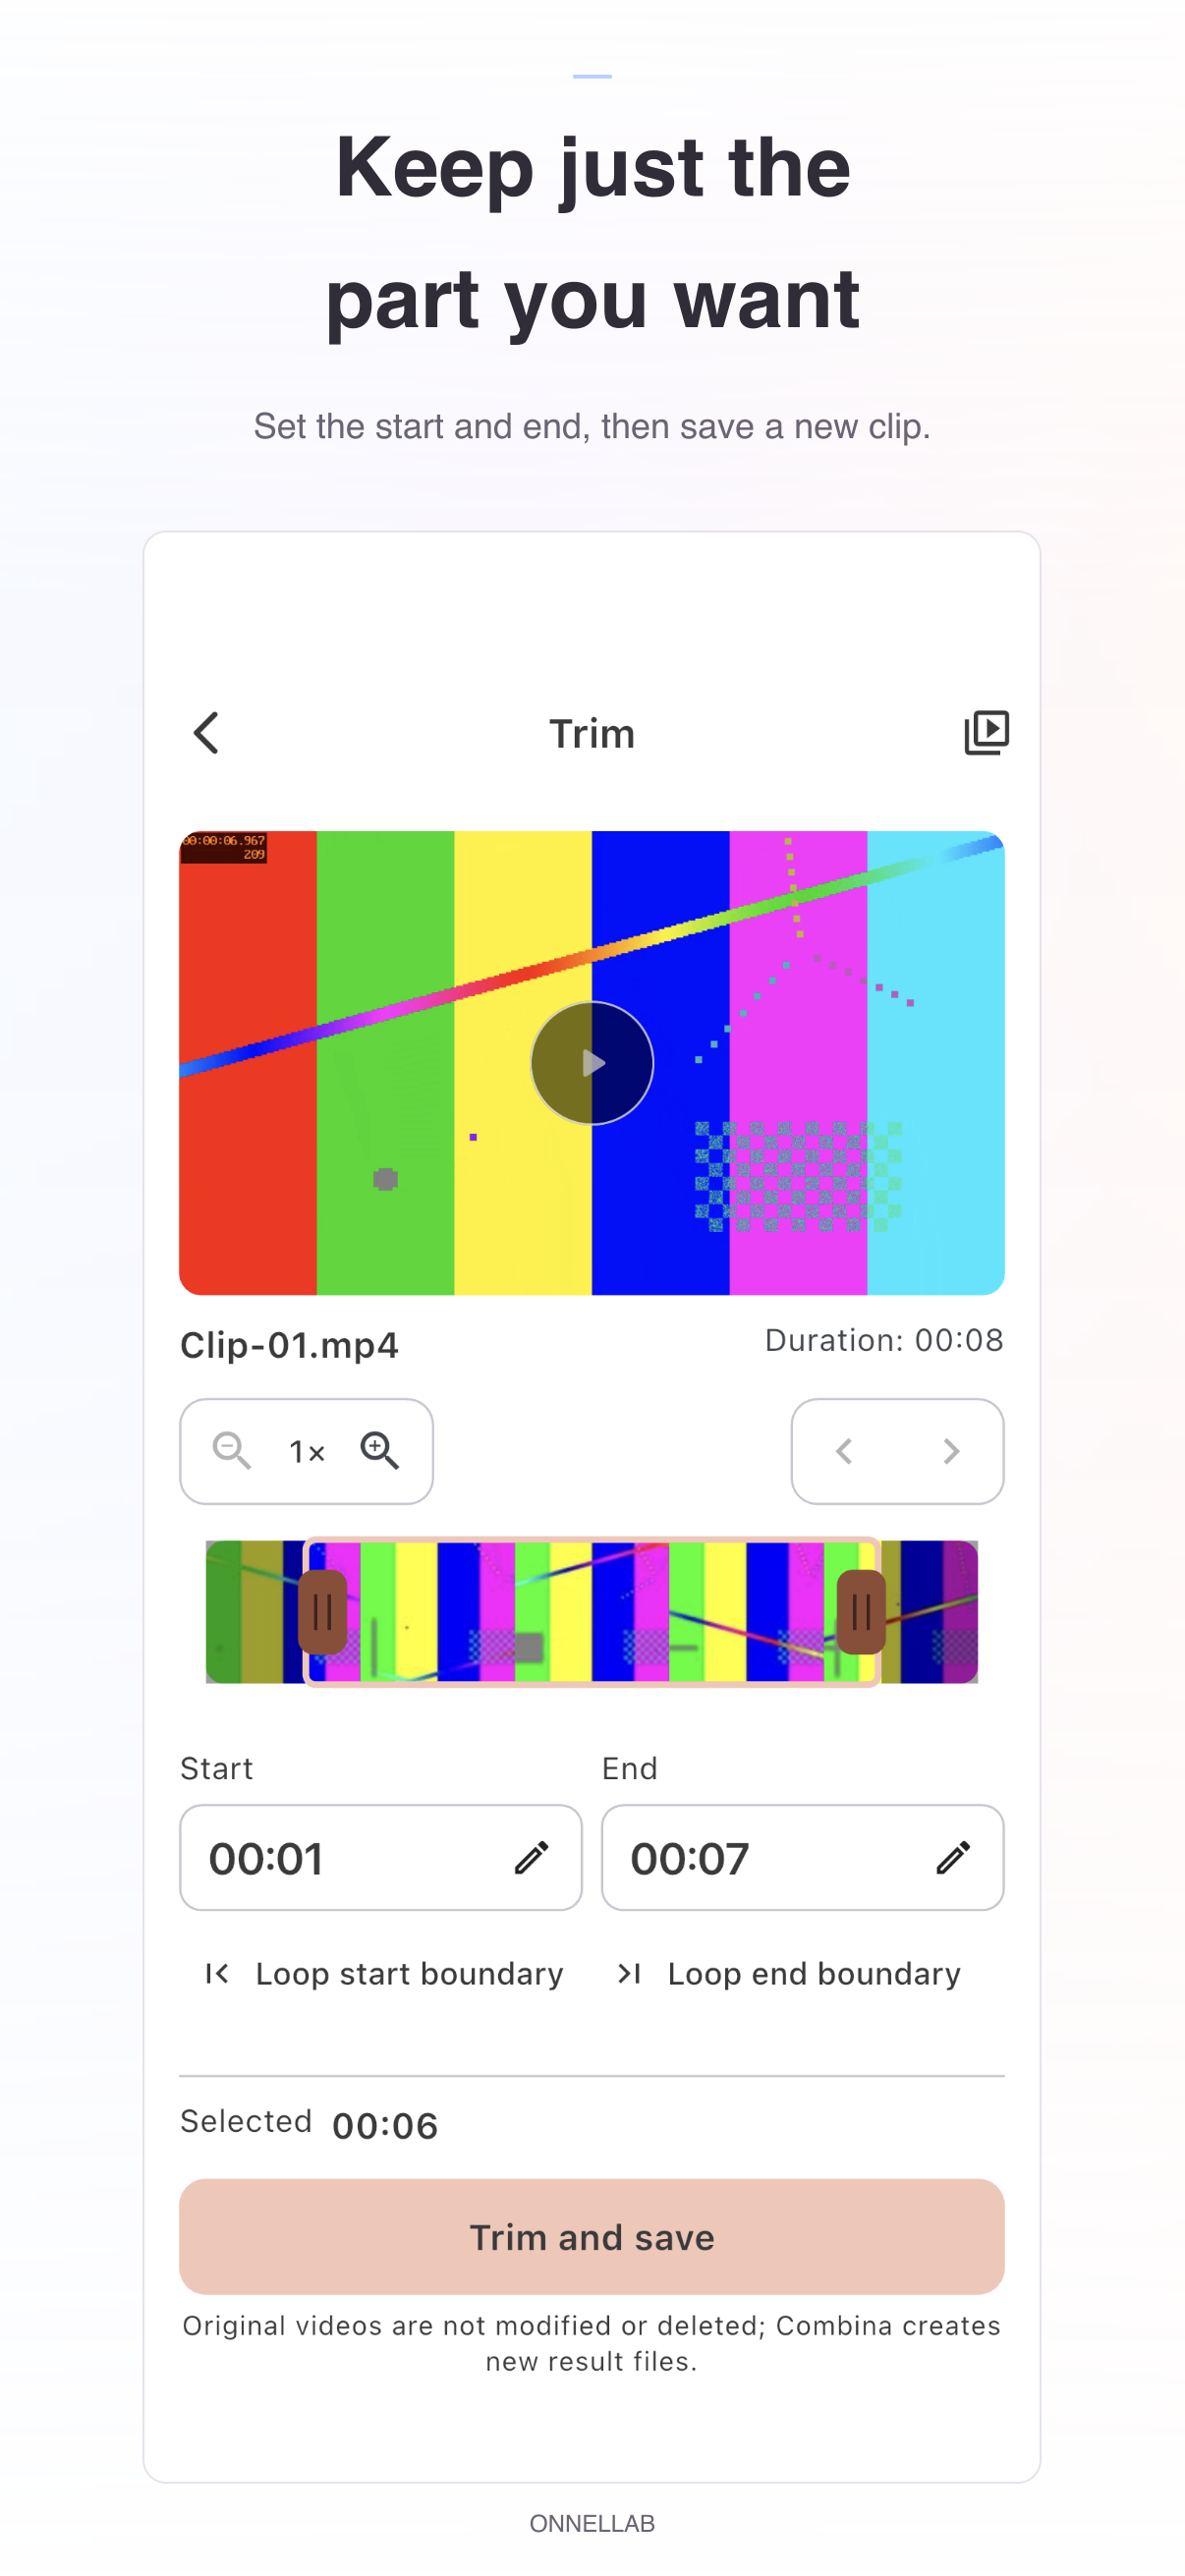 Keep just the
part you want
Set the start and end, then save a new clip.
Trim
00:00:06.967
209
Clip-01.mp4
Duration: 00:08
1×
Start
End
00:01
00:07
Loop start boundary
Loop end boundary
Selected 00:06
Trim and save
Original videos are not modified or deleted; Combina creates
new result files.
ONNELLAB